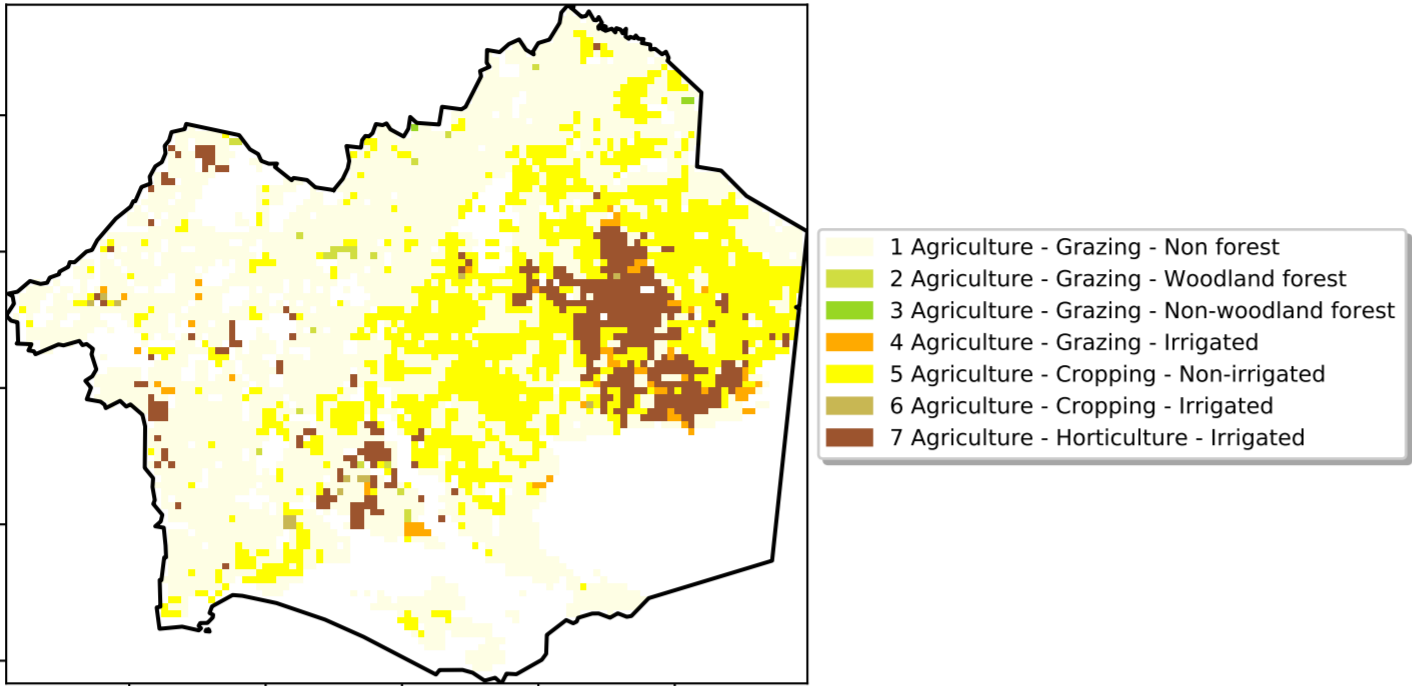 1 Agriculture - Grazing - Non forest
2 Agriculture - Grazing - Woodland forest
3 Agriculture - Grazing - Non-woodland forest
4 Agriculture - Grazing - Irrigated
5 Agriculture - Cropping - Non-irrigated
6 Agriculture - Cropping - Irrigated
7 Agriculture - Horticulture - Irrigated